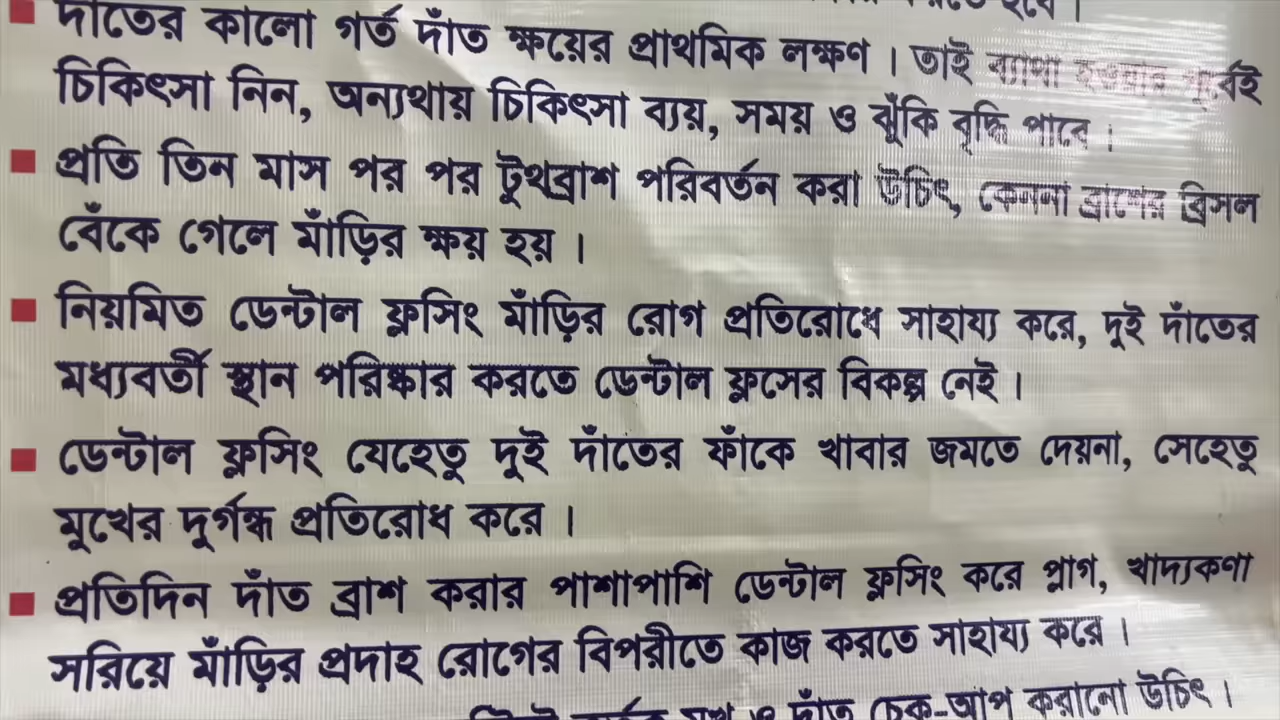 হবে।
দাঁতের কালো গর্ত দাঁত ক্ষয়ের প্রাথমিক লক্ষণ। তাই ব্যাথা হওয়ার পূর্বেই
চিকিৎসা নিন, অন্যথায় চিকিৎসা ব্যয়, সময় ও ঝুঁকি বৃদ্ধি পাবে।
প্রতি তিন মাস পর পর টুথব্রাশ পরিবর্তন করা উচিৎ, কেননা ব্রাশের ব্রিসল
বেঁকে গেলে মাঁড়ির ক্ষয় হয়।
নিয়মিত ডেন্টাল ফ্লসিং মাঁড়ির রোগ প্রতিরোধে সাহায্য করে, দুই দাঁতের
মধ্যবর্তী স্থান পরিষ্কার করতে ডেন্টাল ফ্লসের বিকল্প নেই।
ডেন্টাল ফ্লসিং যেহেতু দুই দাঁতের ফাঁকে খাবার জমতে দেয়না, সেহেতু
মুখের দুর্গন্ধ প্রতিরোধ করে।
প্রতিদিন দাঁত ব্রাশ করার পাশাপাশি ডেন্টাল ফ্লসিং করে প্লাগ, খাদ্যকণা
সরিয়ে মাঁড়ির প্রদাহ রোগের বিপরীতে কাজ করতে সাহায্য করে।
মুখ ও দাঁত চেক-আপ করানো উচিৎ।